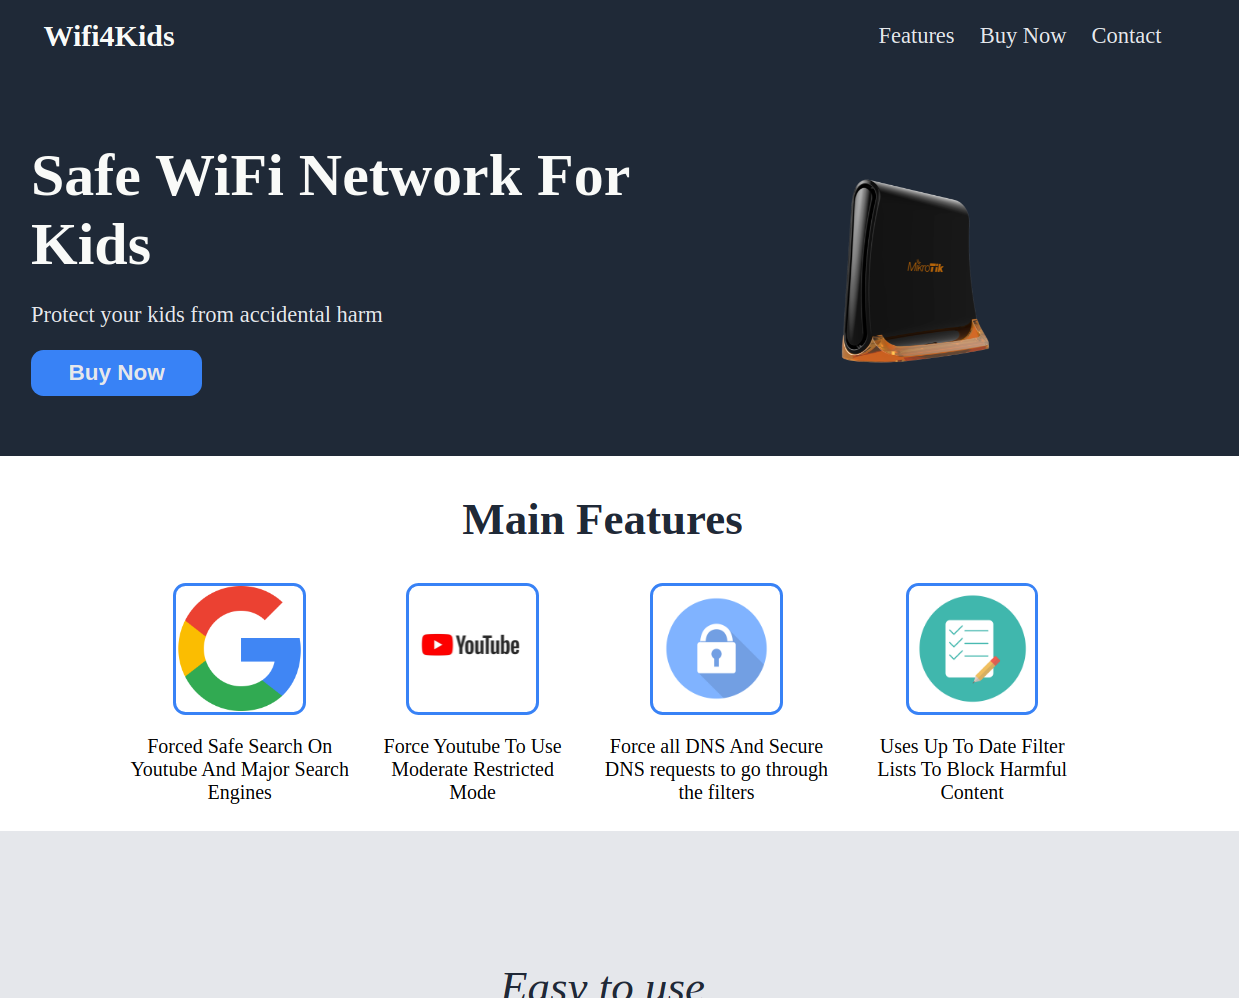 Wifi4Kids
Features Buy Now Contact
Safe WiFi Network For
Kids
MikroTik
Protect your kids from accidental harm
Buy Now
Main Features
YouTube
Forced Safe Search On
Youtube And Major Search
Engines
Force Youtube To Use
Moderate Restricted
Mode
Force all DNS And Secure
DNS requests to go through
the filters
Uses Up To Date Filter
Lists To Block Harmful
Content
Easy to use